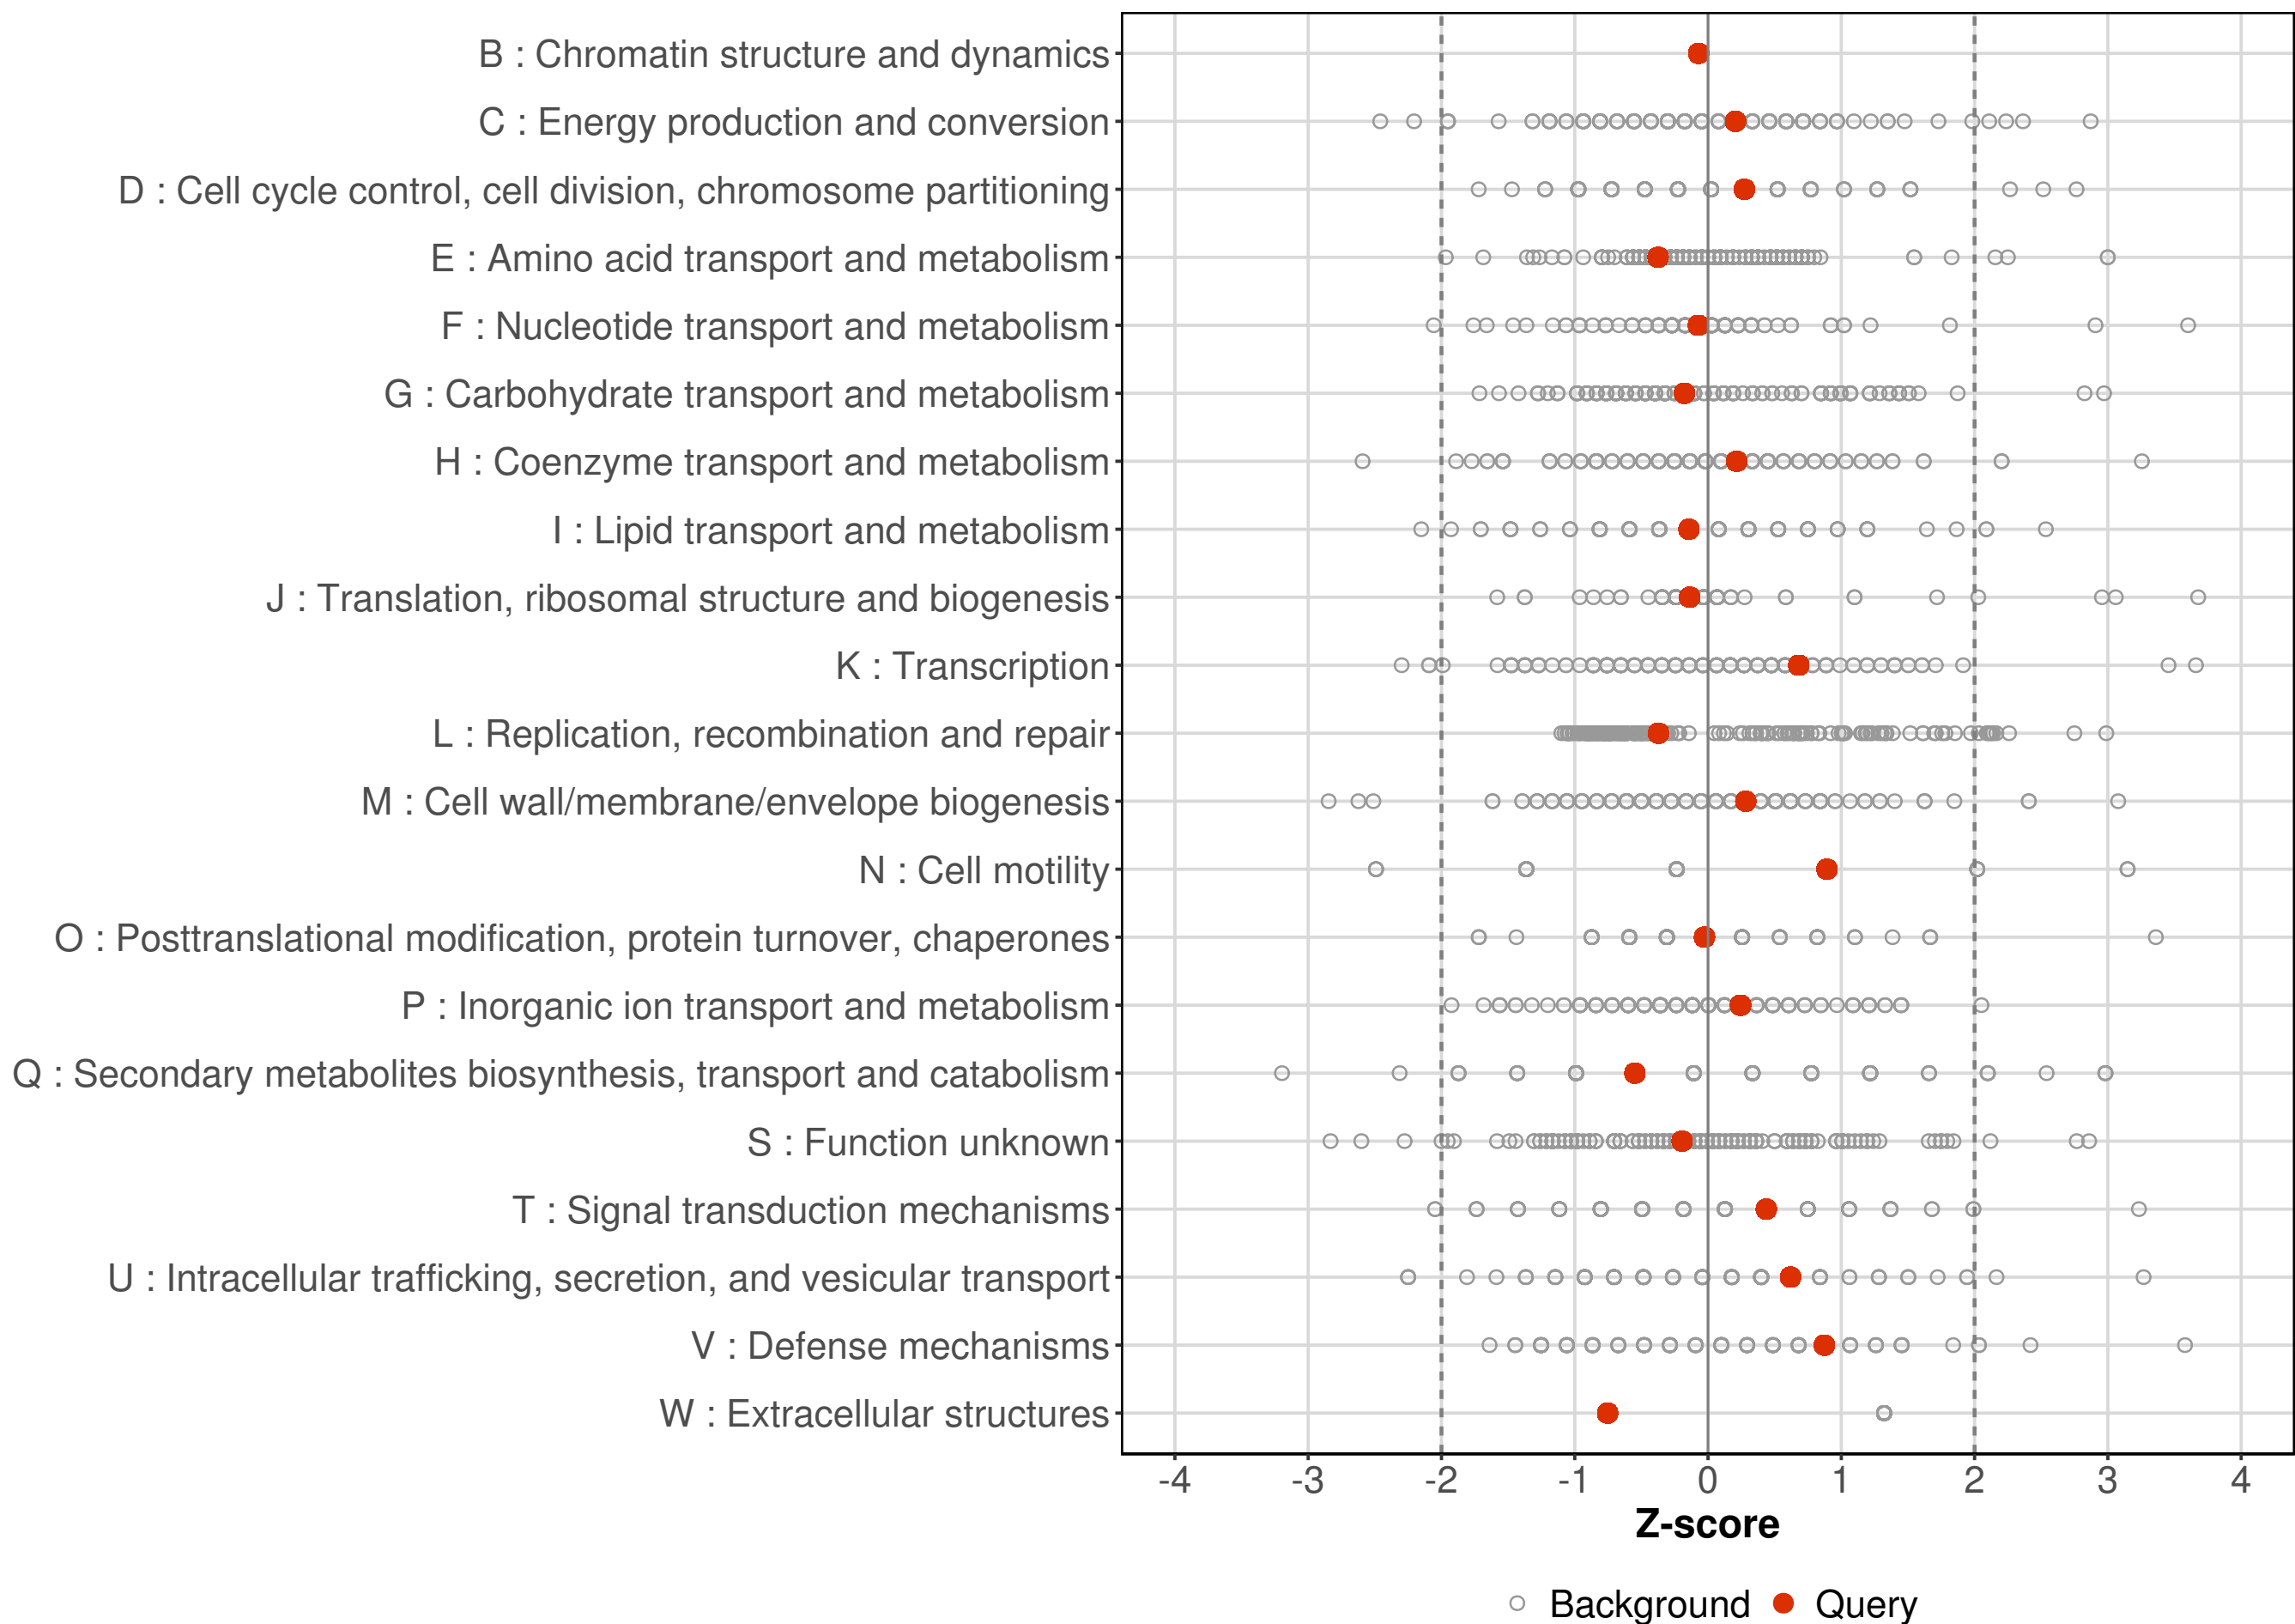 B : Chromatin structure and dynamics
C : Energy production and conversion
D : Cell cycle control, cell division, chromosome partitioning
E : Amino acid transport and metabolism
F : Nucleotide transport and metabolism
G : Carbohydrate transport and metabolism
H : Coenzyme transport and metabolism
I : Lipid transport and metabolism
J : Translation, ribosomal structure and biogenesis
K : Transcription
L : Replication, recombination and repair
M : Cell wall/membrane/envelope biogenesis
N : Cell motility
O : Posttranslational modification, protein turnover, chaperones
P : Inorganic ion transport and metabolism
Q : Secondary metabolites biosynthesis, transport and catabolism
S : Function unknown
T : Signal transduction mechanisms
U : Intracellular trafficking, secretion, and vesicular transport
V : Defense mechanisms
W : Extracellular structures
-4 -3 -2 -1 0 1 2 3 4
Z-score
Background Query